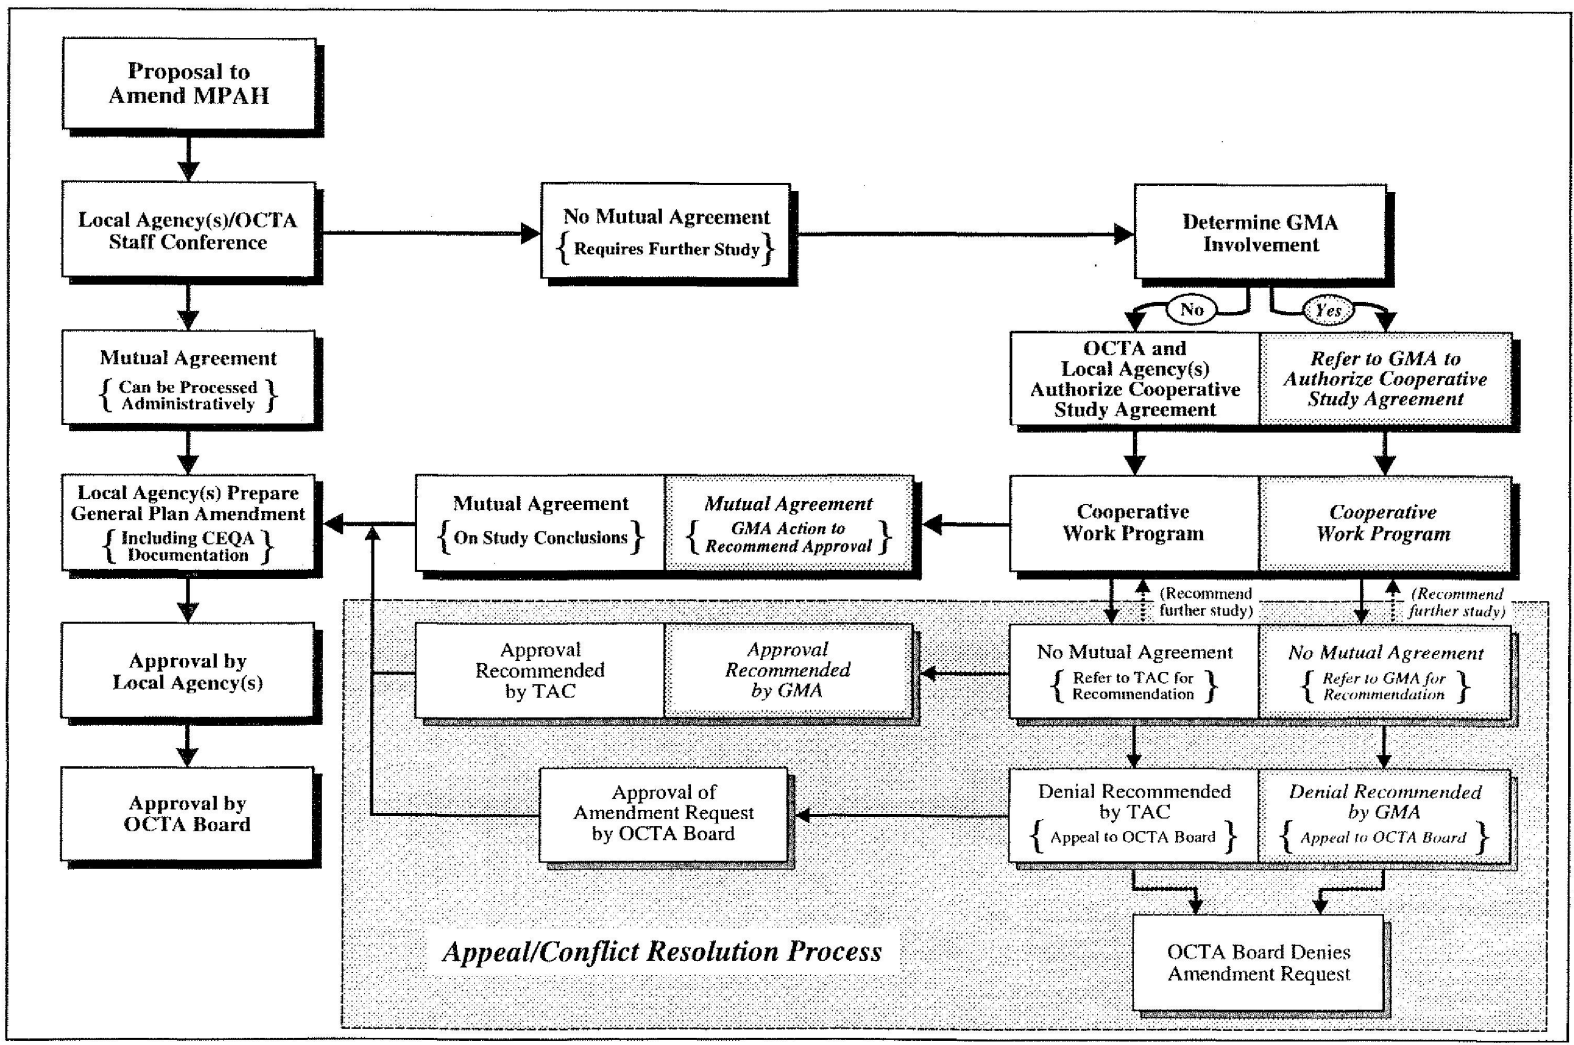 Proposal to
Amend MPAH
Local Agency(s)/OCTA
Staff Conference
No Mutual Agreement
{ Requires Further Study }
Determine GMA
Involvement
No
Yes
Mutual Agreement
{ Can be Processed
Administratively }
OCTA and
Local Agency(s)
Authorize Cooperative
Study Agreement
Refer to GMA to
Authorize Cooperative
Study Agreement
Local Agency(s) Prepare
General Plan Amendment
{ Including CEQA
Documentation }
Mutual Agreement
{ On Study Conclusions }
Mutual Agreement
{ GMA Action to
Recommend Approval }
Cooperative
Work Program
Cooperative
Work Program
(Recommend
further study)
(Recommend
further study)
Approval by
Local Agency(s)
Approval
Recommended
by TAC
Approval
Recommended
by GMA
No Mutual Agreement
{ Refer to TAC for
Recommendation }
No Mutual Agreement
{ Refer to GMA for
Recommendation }
Approval by
OCTA Board
Approval of
Amendment Request
by OCTA Board
Denial Recommended
by TAC
{ Appeal to OCTA Board }
Denial Recommended
by GMA
{ Appeal to OCTA Board }
Appeal/Conflict Resolution Process
OCTA Board Denies
Amendment Request